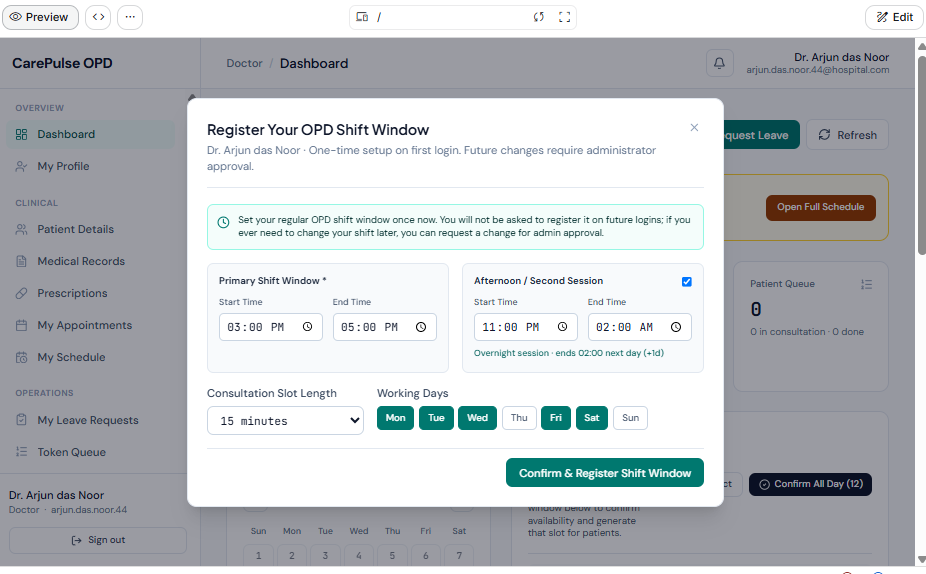 Preview
/
Edit
CarePulse OPD
Doctor / Dashboard
Dr. Arjun das Noor
arjun.das.noor.44@hospital.com
OVERVIEW
Dashboard
My Profile
CLINICAL
Patient Details
Medical Records
Prescriptions
My Appointments
My Schedule
OPERATIONS
My Leave Requests
Token Queue
Dr. Arjun das Noor
Doctor · arjun.das.noor.44
Sign out
quest Leave
Refresh
Open Full Schedule
Patient Queue
0
0 in consultation · 0 done
Register Your OPD Shift Window
Dr. Arjun das Noor · One-time setup on first login. Future changes require administrator
approval.
Set your regular OPD shift window once now. You will not be asked to register it on future logins; if you
ever need to change your shift later, you can request a change for admin approval.
Primary Shift Window *
Start Time End Time
03:00 PM 05:00 PM
Afternoon / Second Session
Start Time End Time
11:00 PM 02:00 AM
Overnight session · ends 02:00 next day (+1d)
Consultation Slot Length
15 minutes
Working Days
Mon Tue Wed Thu Fri Sat Sun
Confirm & Register Shift Window
ct
Confirm All Day (12)
window below to confirm
availability and generate
that slot for patients.
Sun Mon Tue Wed Thu Fri Sat
1 2 3 4 5 6 7